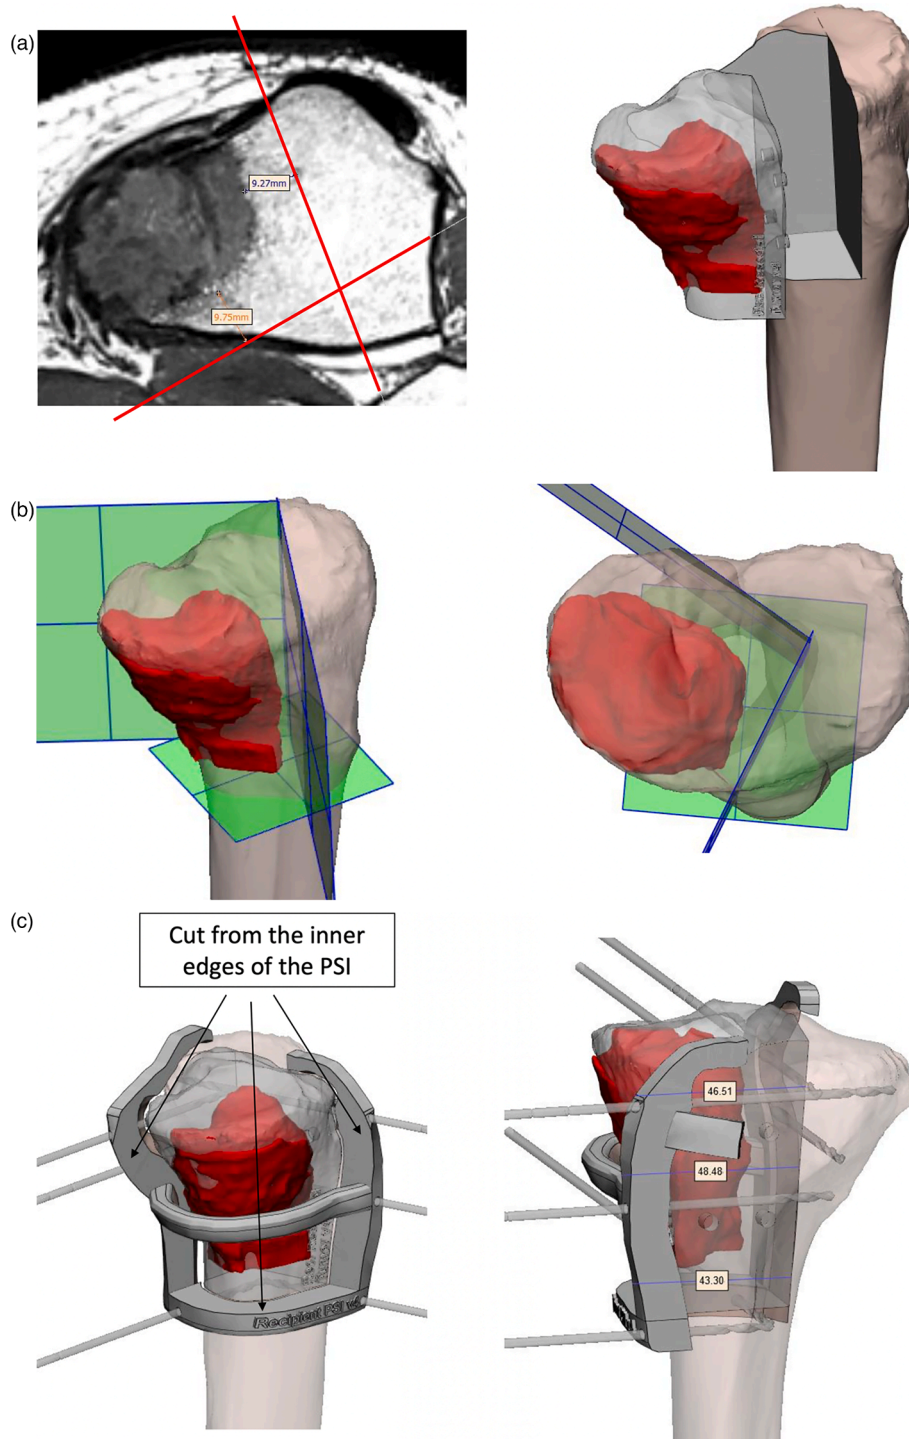 (a)
9.27mm
9.75mm
(b)
(c)
Cut from the inner
edges of the PSI
Recipient PSI v4
46.51
48.48
43.30